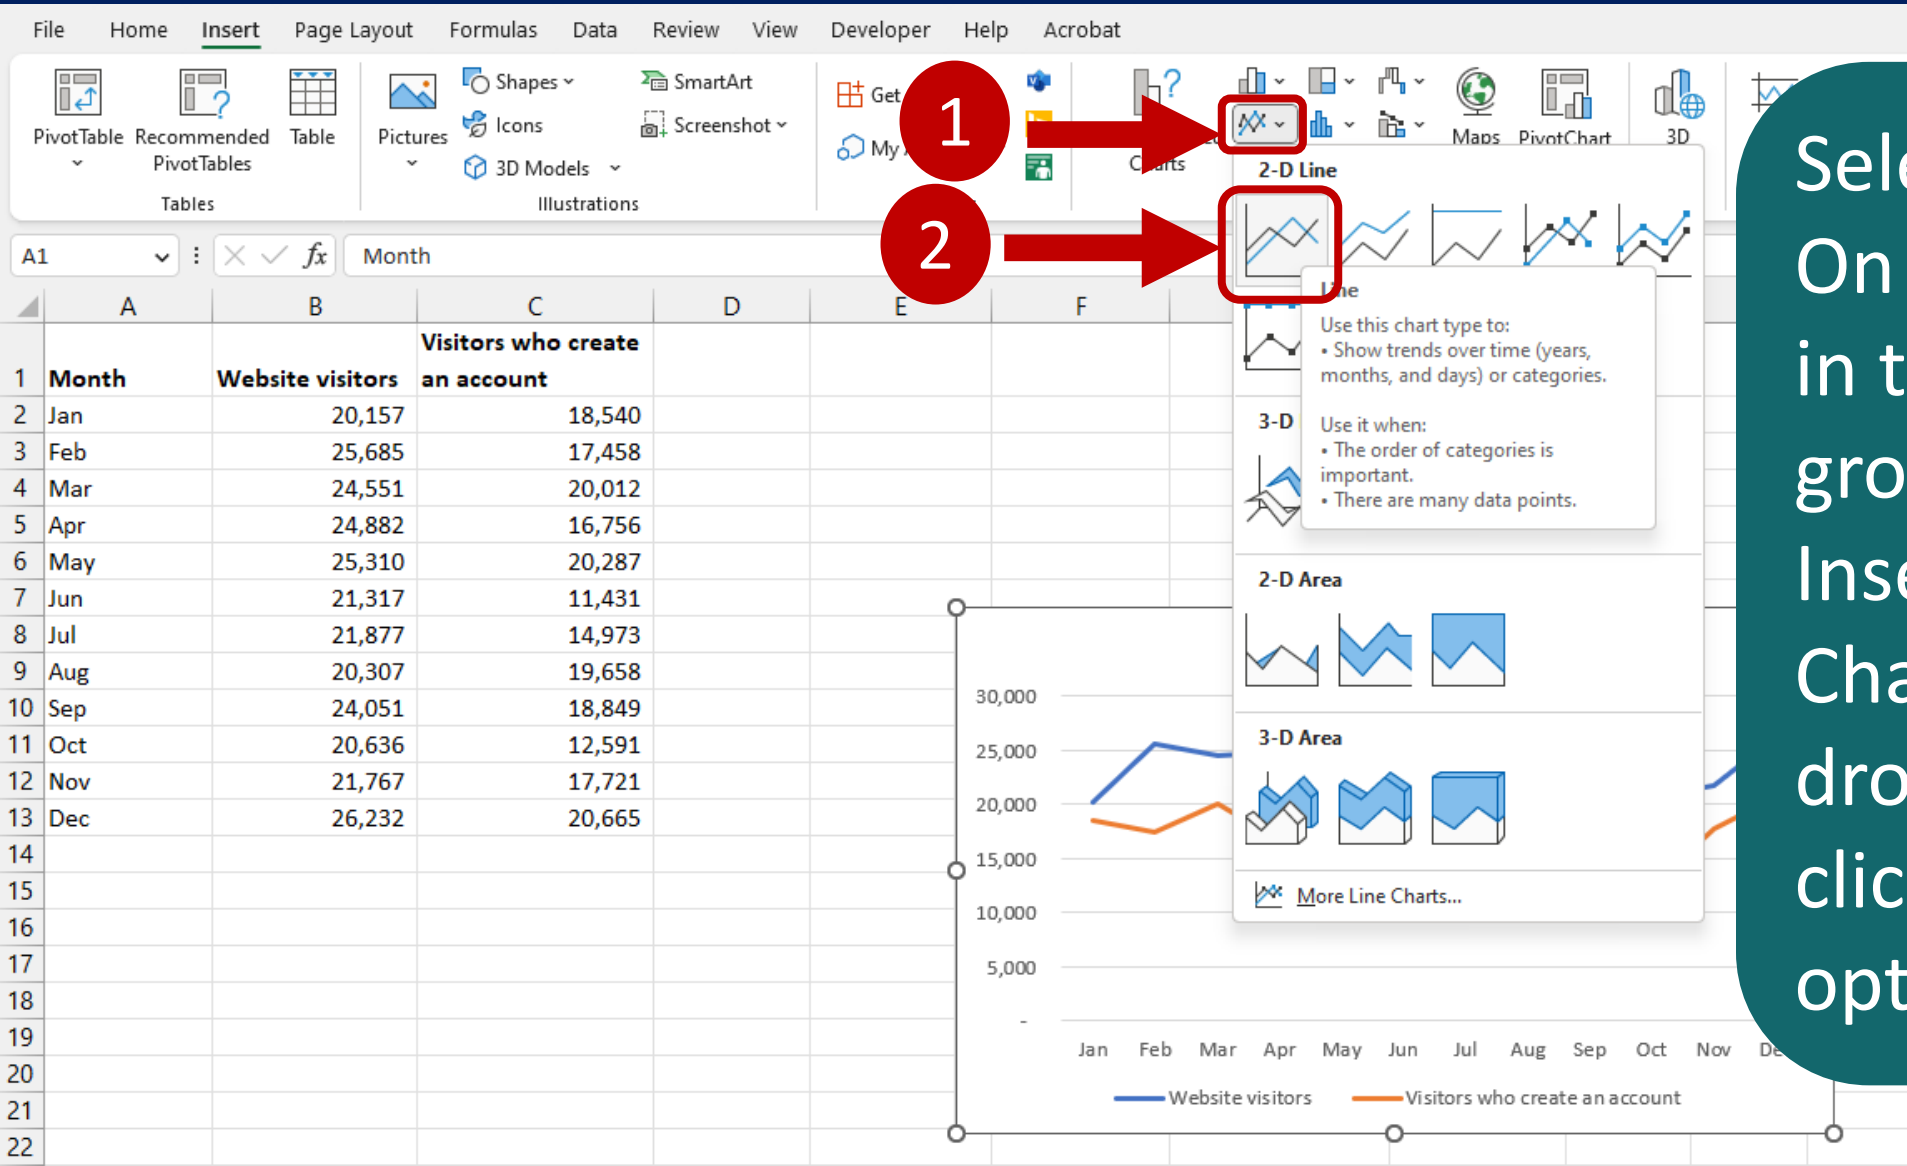 File Home Insert Page Layout Formulas Data Review View Developer Help Acrobat
PivotTable Recommended PivotTables Table
Tables
Pictures
Shapes
Icons
3D Models
SmartArt
Screenshot
Illustrations
Get
My
1
2
Maps PivotChart 3D
A1 fx Month
A B C D E F
1 Month Website visitors Visitors who create an account
2 Jan 20,157 18,540
3 Feb 25,685 17,458
4 Mar 24,551 20,012
5 Apr 24,882 16,756
6 May 25,310 20,287
7 Jun 21,317 11,431
8 Jul 21,877 14,973
9 Aug 20,307 19,658
10 Sep 24,051 18,849
11 Oct 20,636 12,591
12 Nov 21,767 17,721
13 Dec 26,232 20,665
14
15
16
17
18
19
20
21
22
2-D Line
Line
Use this chart type to:
• Show trends over time (years,
months, and days) or categories.
Use it when:
• The order of categories is
important.
• There are many data points.
3-D
2-D Area
3-D Area
More Line Charts...
30,000
25,000
20,000
15,000
10,000
5,000
-
Jan Feb Mar Apr May Jun Jul Aug Sep Oct Nov
Website visitors Visitors who create an account
On
in